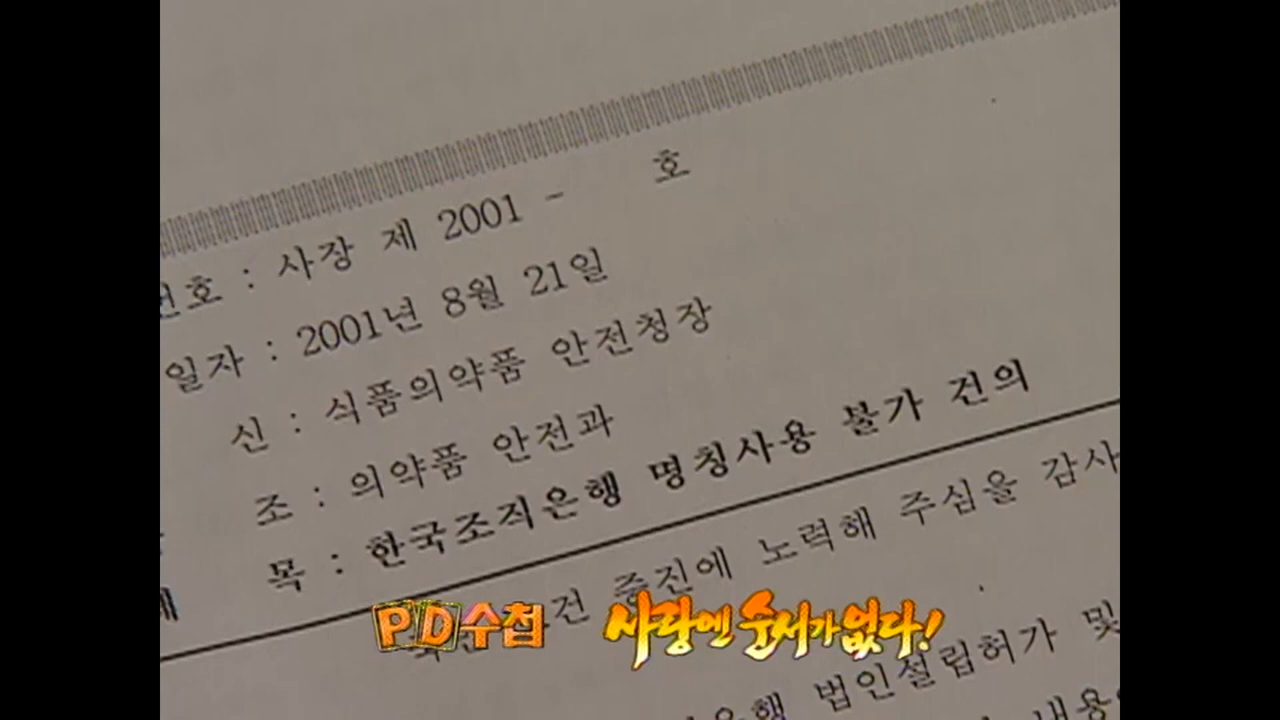 번호 : 사장 제 2001 - 호
일자 : 2001년 8월 21일
신 : 식품의약품 안전청장
조 : 의약품 안전과
목 : 한국조직은행 명칭사용 불가 건의
증진에 노력해 주심을 감사
법인설립허가 및
PD수첩 사랑엔 순서가 없다!